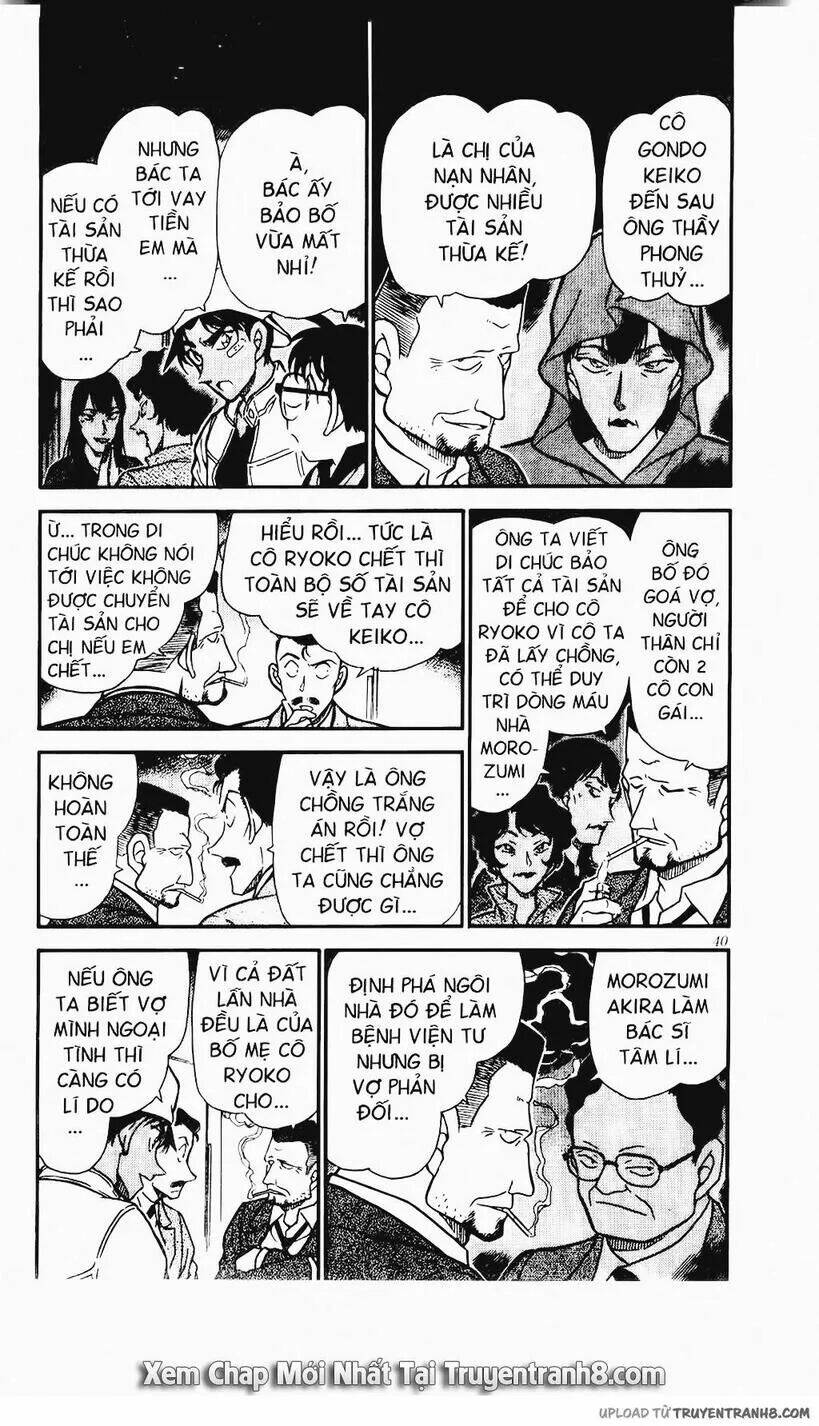 CÔ
GONDO
KEIKO
ĐẾN SAU
ÔNG THẦY
PHONG
THUỶ...
LÀ CHỊ CỦA
NẠN NHÂN,
ĐƯỢC NHIỀU
TÀI SẢN
THỪA KẾ!
À,
BÁC ẤY
BẢO BỐ
VỪA MẤT
NHỈ!
NHƯNG
BÁC TA
TỚI VAY
TIỀN
EM MÀ
...
NẾU CÓ
TÀI SẢN
THỪA
KẾ RỒI
THÌ SAO
PHẢI
...
ÔNG
BỐ ĐÓ
GOÁ VỢ,
NGƯỜI
THÂN CHỈ
CÒN 2
CÔ CON
GÁI...
ÔNG TA VIẾT
DI CHÚC BẢO
TẤT CẢ TÀI SẢN
ĐỂ CHO CÔ
RYOKO VÌ CÔ TA
ĐÃ LẤY CHỒNG,
CÓ THỂ DUY
TRÌ DÒNG MÁU
NHÀ
MORO-
ZUMI
...
HIỂU RỒI... TỨC LÀ
CÔ RYOKO CHẾT THÌ
TOÀN BỘ SỐ TÀI SẢN
SẼ VỀ TAY CÔ
KEIKO...
Ừ... TRONG DI
CHÚC KHÔNG NÓI
TỚI VIỆC KHÔNG
ĐƯỢC CHUYỂN
TÀI SẢN CHO
CHỊ NẾU EM
CHẾT...
VẬY LÀ ÔNG
CHỒNG TRẮNG
ÁN RỒI! VỢ
CHẾT THÌ ÔNG
TA CŨNG CHẲNG
ĐƯỢC GÌ...
KHÔNG
HOÀN
TOÀN
THẾ
...
40
MOROZUMI
AKIRA LÀM
BÁC SĨ
TÂM LÍ...
ĐỊNH PHÁ NGÔI
NHÀ ĐÓ ĐỂ LÀM
BỆNH VIỆN TƯ
NHƯNG BỊ
VỢ PHẢN
ĐỐI...
VÌ CẢ ĐẤT
LẪN NHÀ
ĐỀU LÀ CỦA
BỐ MẸ CÔ
RYOKO
CHO...
NẾU ÔNG
TA BIẾT VỢ
MÌNH NGOẠI
TÌNH THÌ
CÀNG CÓ
LÍ DO
...
Xem Chap Mới Nhất Tại Truyentranh8.com
UPLOAD TỪ TRUYENTRANH8.COM